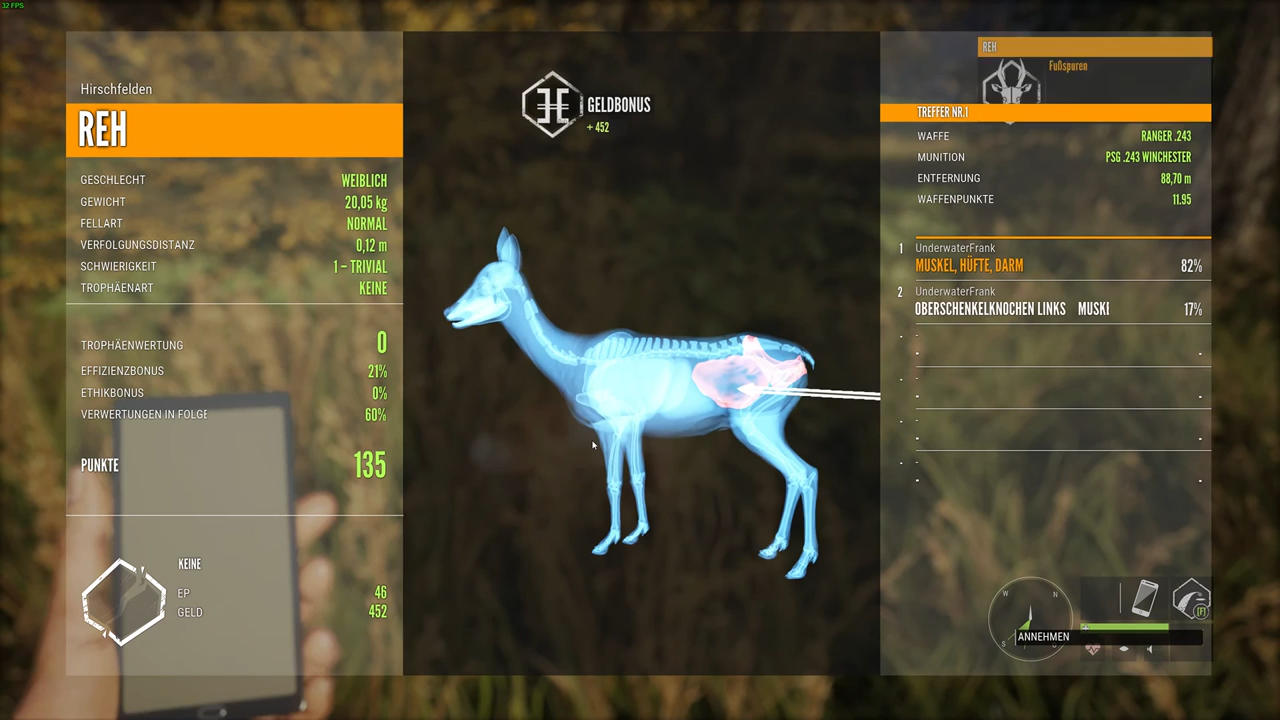 32 FPS
Hirschfelden
REH
GESCHLECHT WEIBLICH
GEWICHT 20,05 kg
FELLART NORMAL
VERFOLGUNGSDISTANZ 0,12 m
SCHWIERIGKEIT 1 – TRIVIAL
TROPHÄENART KEINE
TROPHÄENWERTUNG 0
EFFIZIENZBONUS 21%
ETHIKBONUS 0%
VERWERTUNGEN IN FOLGE 60%
PUNKTE 135
KEINE
EP 46
GELD 452
GELDBONUS
+ 452
REH
Fußspuren
TREFFER NR.1
WAFFE RANGER .243
MUNITION PSG .243 WINCHESTER
ENTFERNUNG 88,70 m
WAFFENPUNKTE 11.95
1 UnderwaterFrank
MUSKEL, HÜFTE, DARM 82%
2 UnderwaterFrank
OBERSCHENKELKNOCHEN LINKS MUSKE 17%
W N
S O
[F]
ANNEHMEN